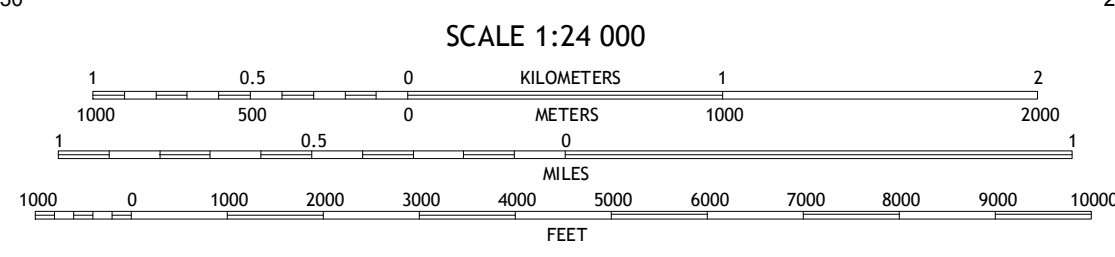 SCALE 1:24 000
1 0.5 0 KILOMETERS 1 2
1000 500 0 METERS 1000 2000
1 0.5 0 1
MILES
1000 0 1000 2000 3000 4000 5000 6000 7000 8000 9000 10000
FEET